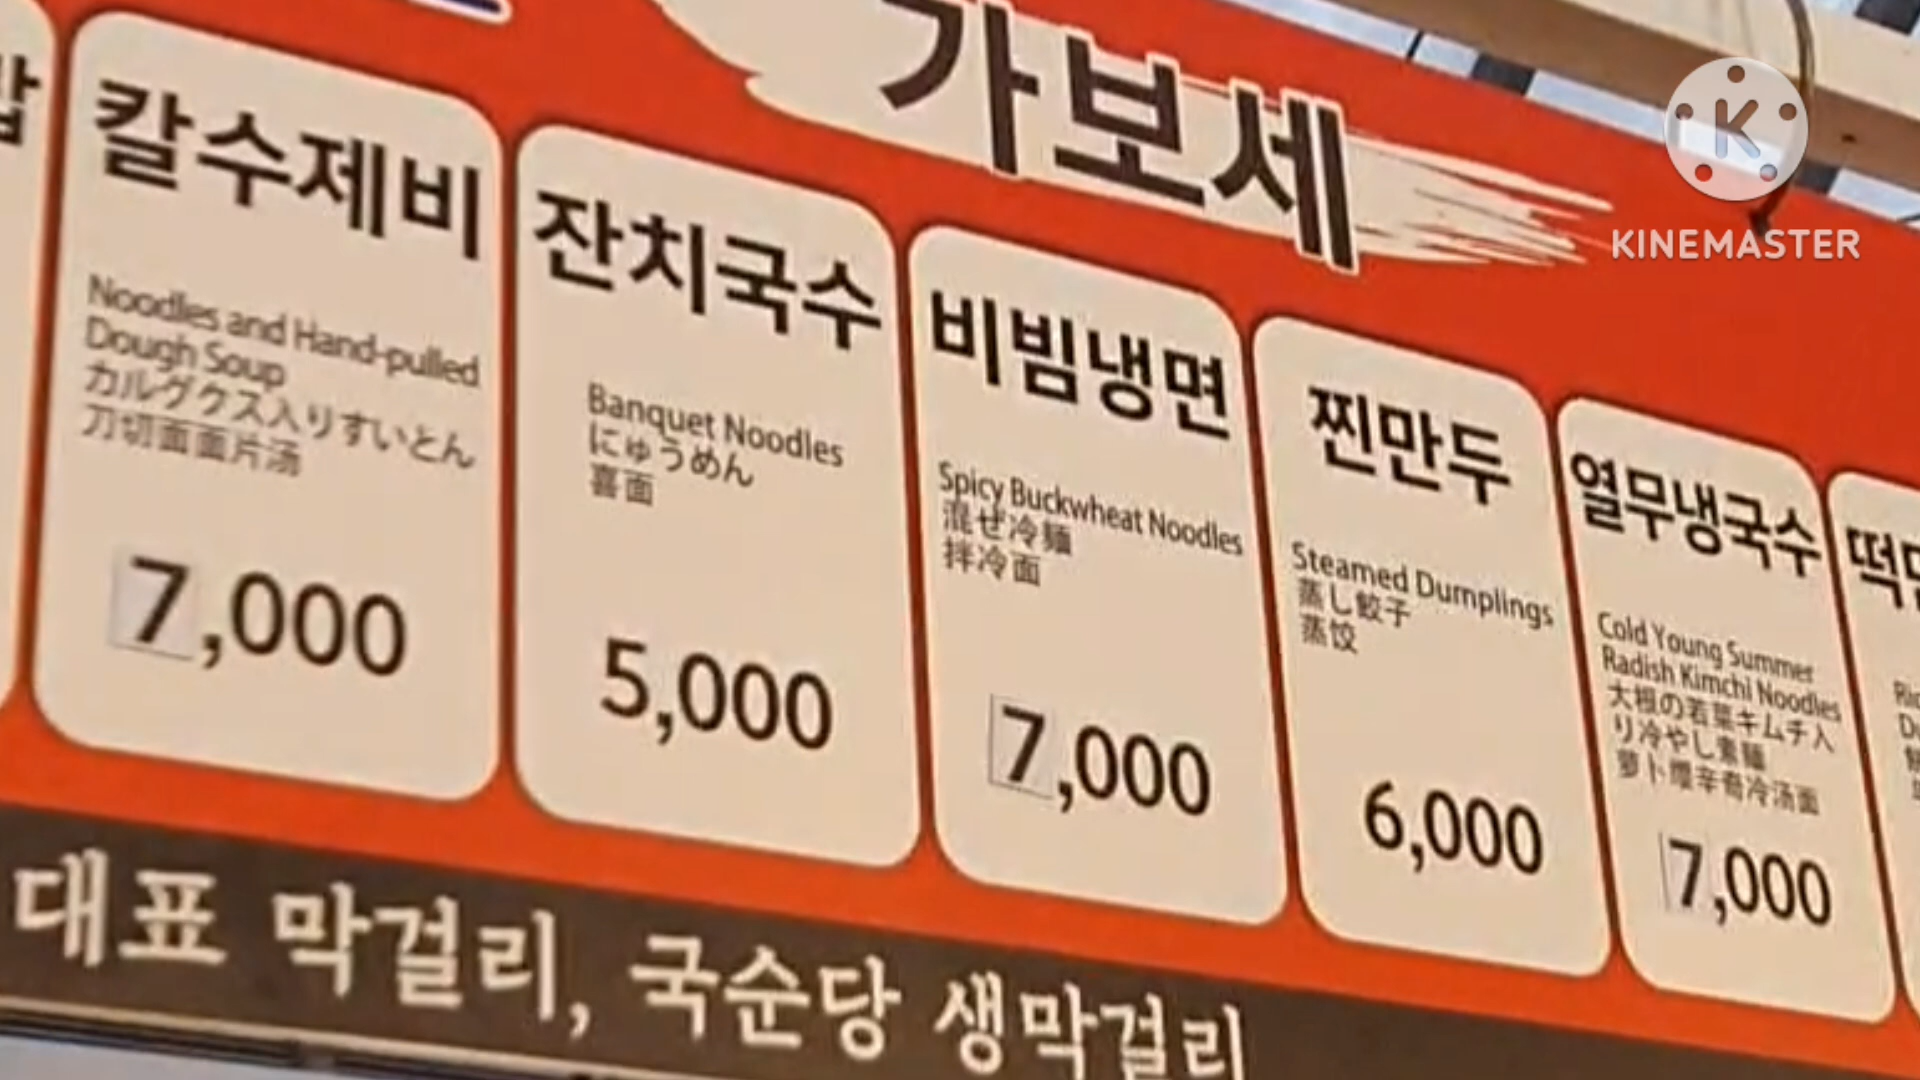 가보세
KINEMASTER
칼수제비
Noodles and Hand-pulled
Dough Soup
カルグクス入りすいとん
刀切面面片汤
7,000
잔치국수
Banquet Noodles
にゅうめん
喜面
5,000
비빔냉면
Spicy Buckwheat Noodles
混ぜ冷麺
拌冷面
7,000
찐만두
Steamed Dumplings
蒸し餃子
蒸饺
6,000
열무냉국수
Cold Young Summer
Radish Kimchi Noodles
大根の若菜キムチ入
り冷やし素麺
萝卜缨辛奇冷汤面
7,000
대표 막걸리, 국순당 생막걸리